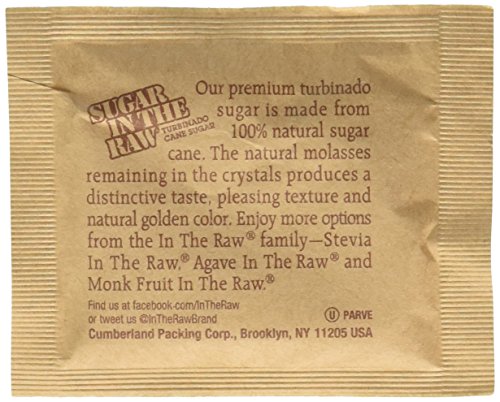 SUGAR
IN THE
RAW
TURBINADO
CANE SUGAR
Our premium turbinado
sugar is made from
100% natural sugar
cane. The natural molasses
remaining in the crystals produces a
distinctive taste, pleasing texture and
natural golden color. Enjoy more options
from the In The Raw® family—Stevia
In The Raw,® Agave In The Raw® and
Monk Fruit In The Raw.®
Find us at facebook.com/InTheRaw
or tweet us @InTheRawBrand
U PARVE
Cumberland Packing Corp., Brooklyn, NY 11205 USA